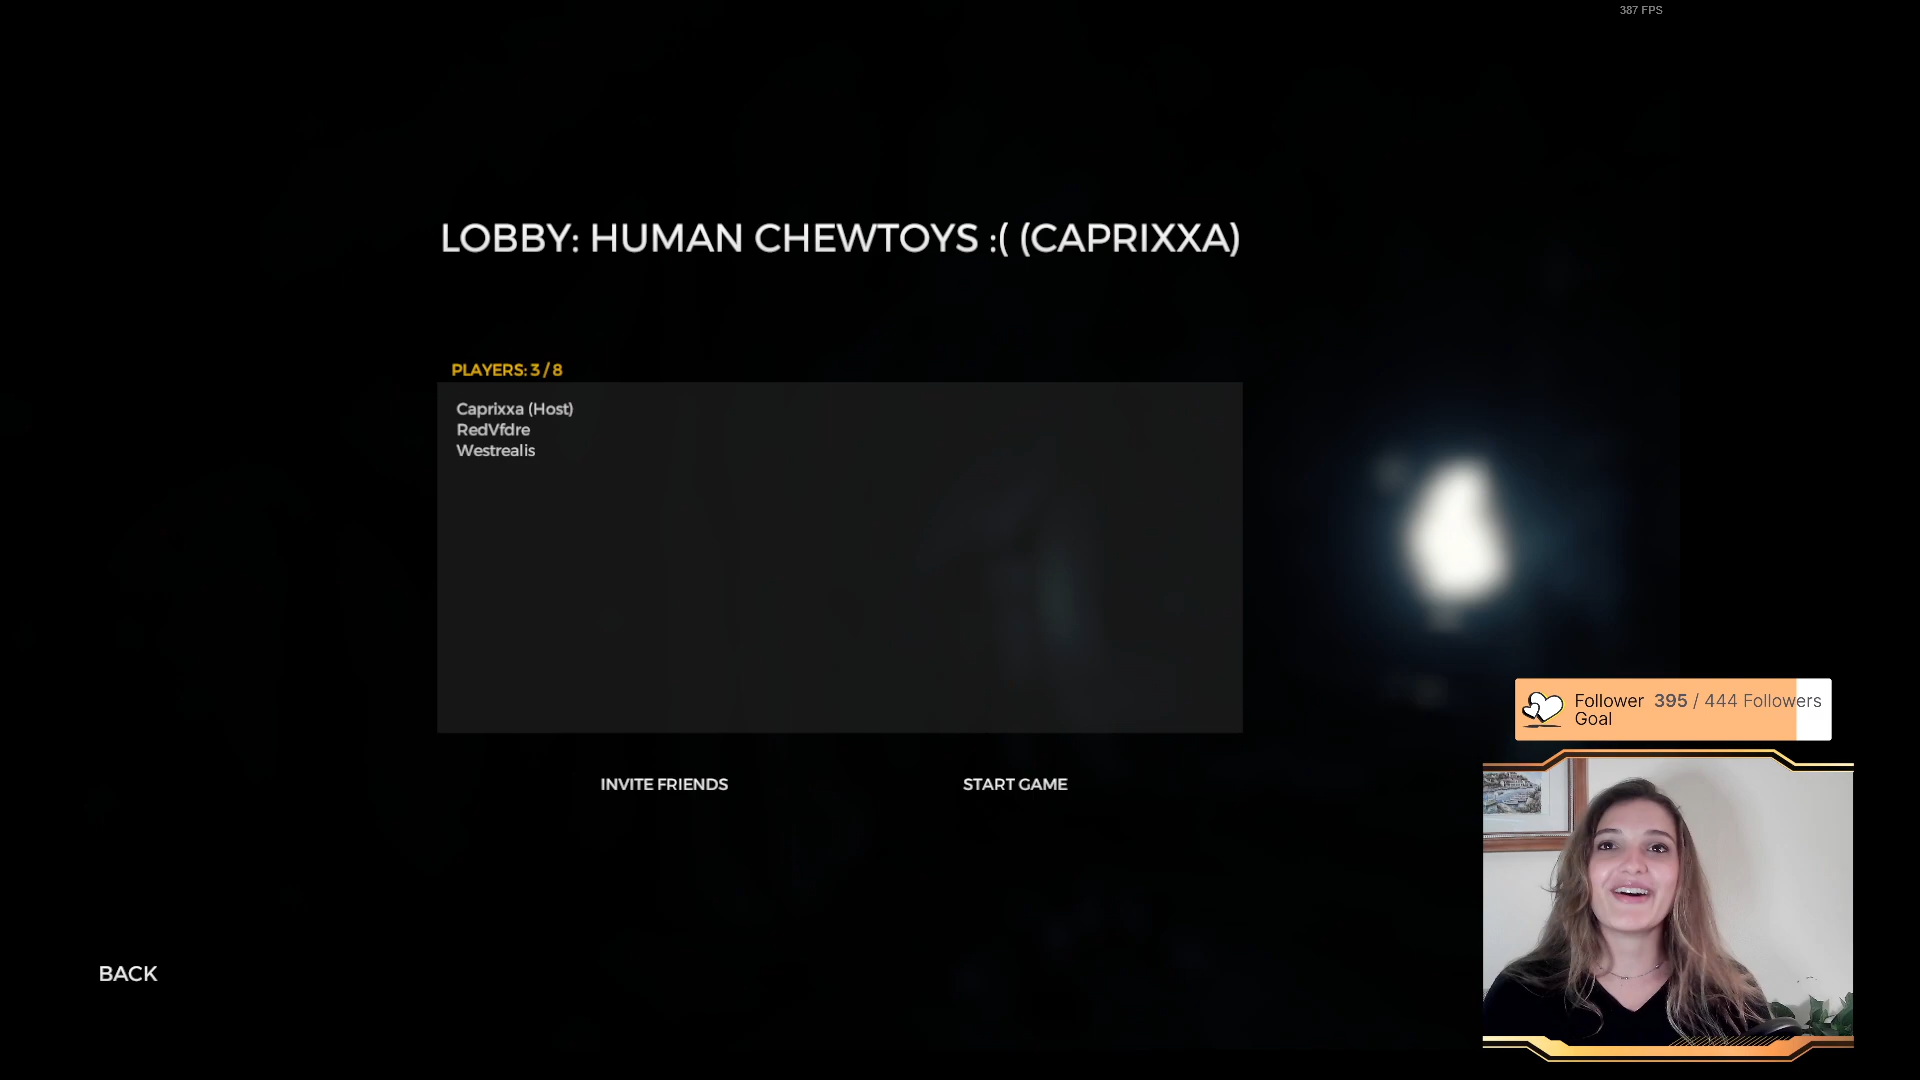 387 FPS
LOBBY: HUMAN CHEWTOYS :( (CAPRIXXA)
PLAYERS: 3 / 8
Caprixxa (Host)
RedVfdre
Westrealis
INVITE FRIENDS
START GAME
Follower 395 / 444 Followers
Goal
BACK